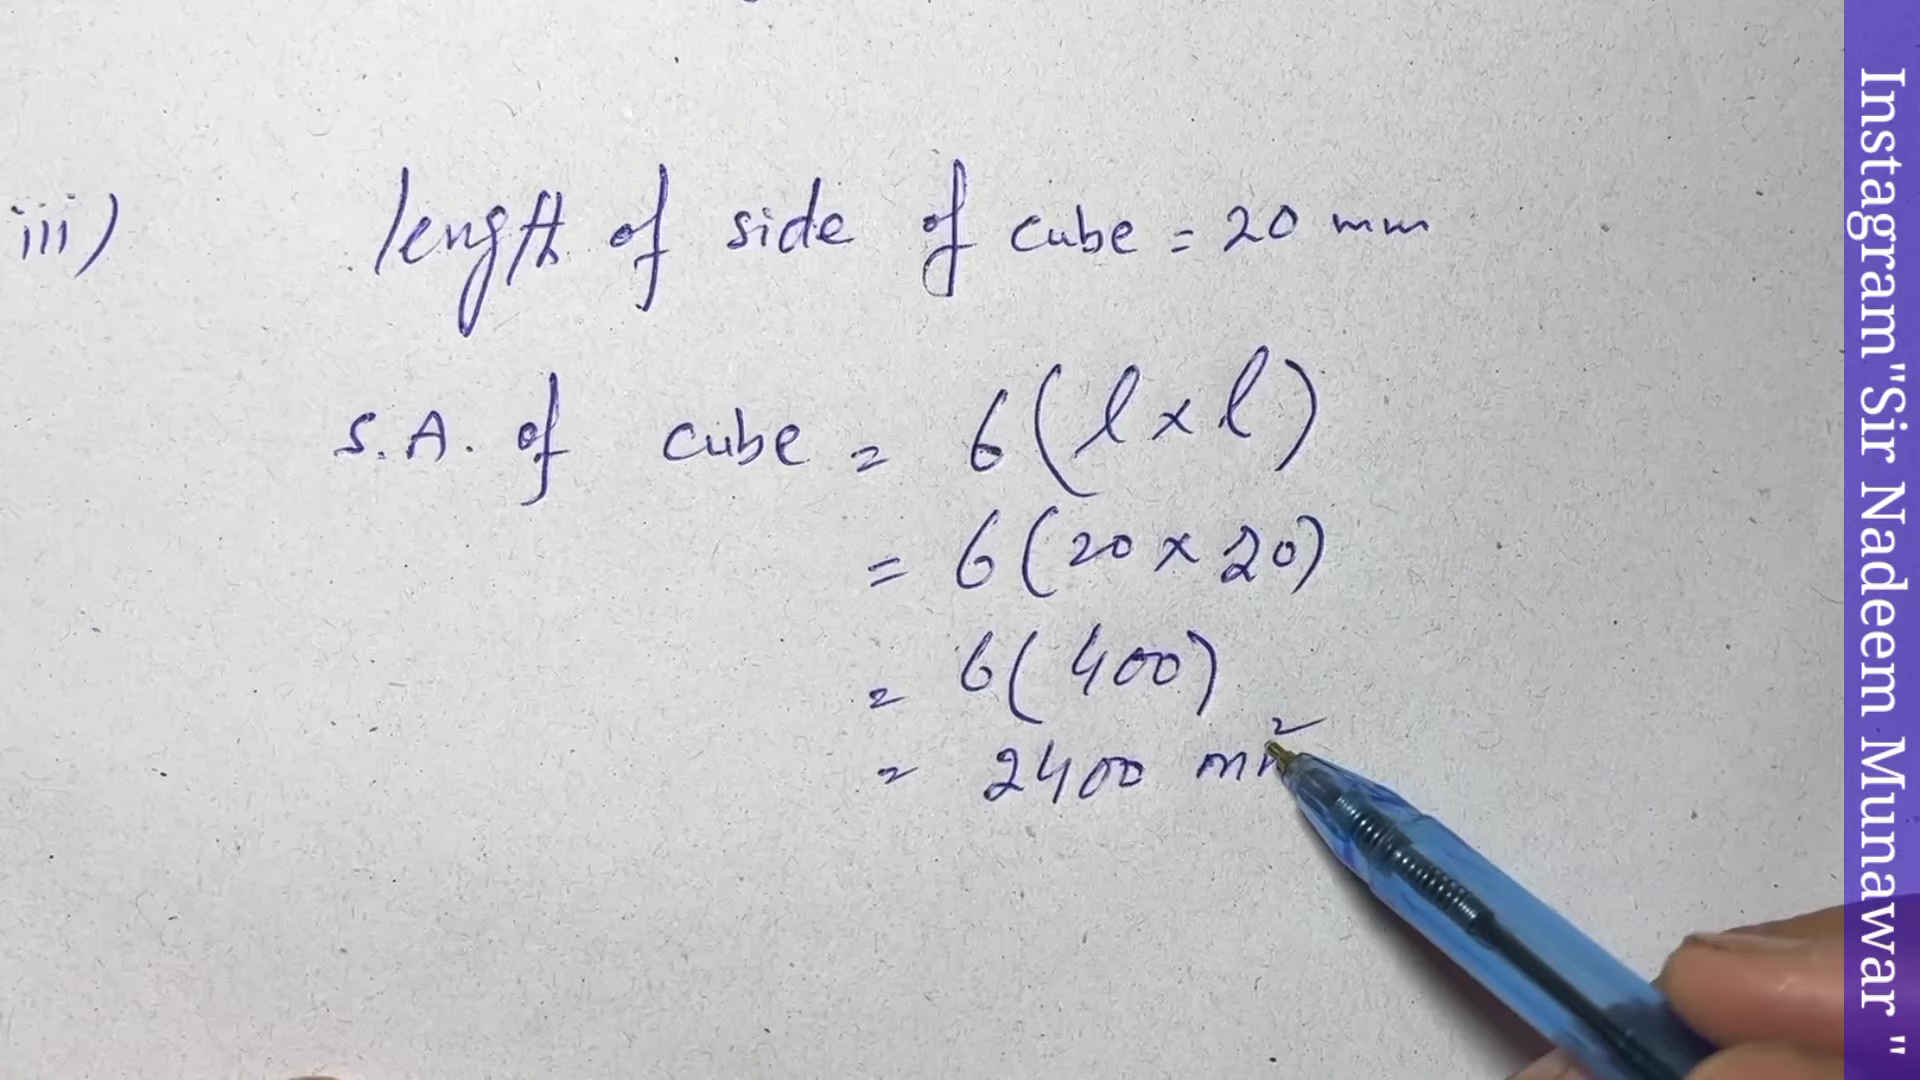 iii) length of side of cube = 20 mm
S.A. of cube = 6(l × l)
= 6(20 × 20)
= 6(400)
= 2400 mm²
Instagram"Sir Nadeem Munawar"